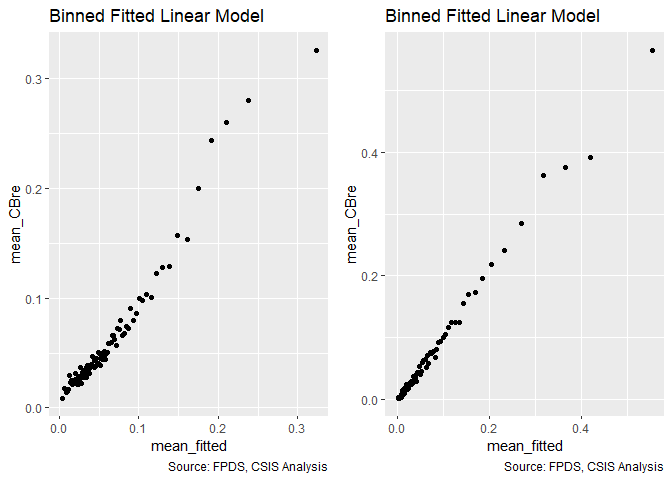 Binned Fitted Linear Model
mean_CBre
0.3
0.2
0.1
0.0
0.0 0.1 0.2 0.3
mean_fitted
Source: FPDS, CSIS Analysis
Binned Fitted Linear Model
mean_CBre
0.4
0.2
0.0
0.0 0.2 0.4
mean_fitted
Source: FPDS, CSIS Analysis